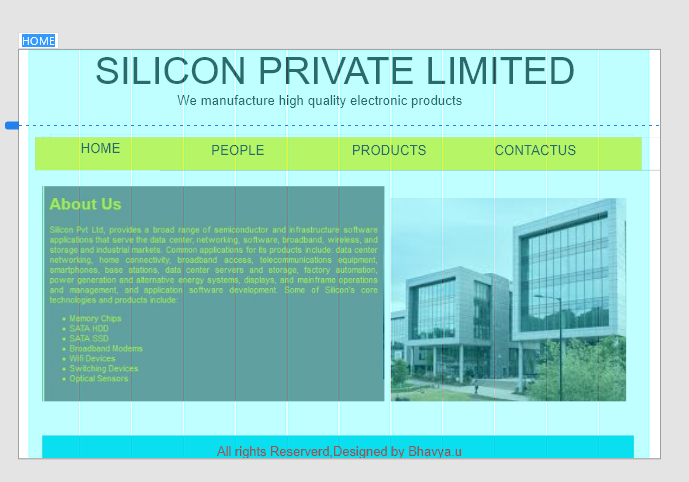 HOME
SILICON PRIVATE LIMITED
We manufacture high quality electronic products
HOME PEOPLE PRODUCTS CONTACTUS
About Us
Silicon Pvt Ltd, provides a broad range of semiconductor and infrastructure software
applications that serve the data center, networking, software, broadband, wireless, and
storage and industrial markets. Common applications for its products include: data center
networking, home connectivity, broadband access, telecommunications equipment,
smartphones, base stations, data center servers and storage, factory automation,
power generation and alternative energy systems, displays, and mainframe operations
and management, and application software development. Some of Silicon's core
technologies and products include:
• Memory Chips
• SATA HDD
• SATA SSD
• Broadband Modems
• Wifi Devices
• Switching Devices
• Optical Sensors
All rights Reserverd,Designed by Bhavya.u